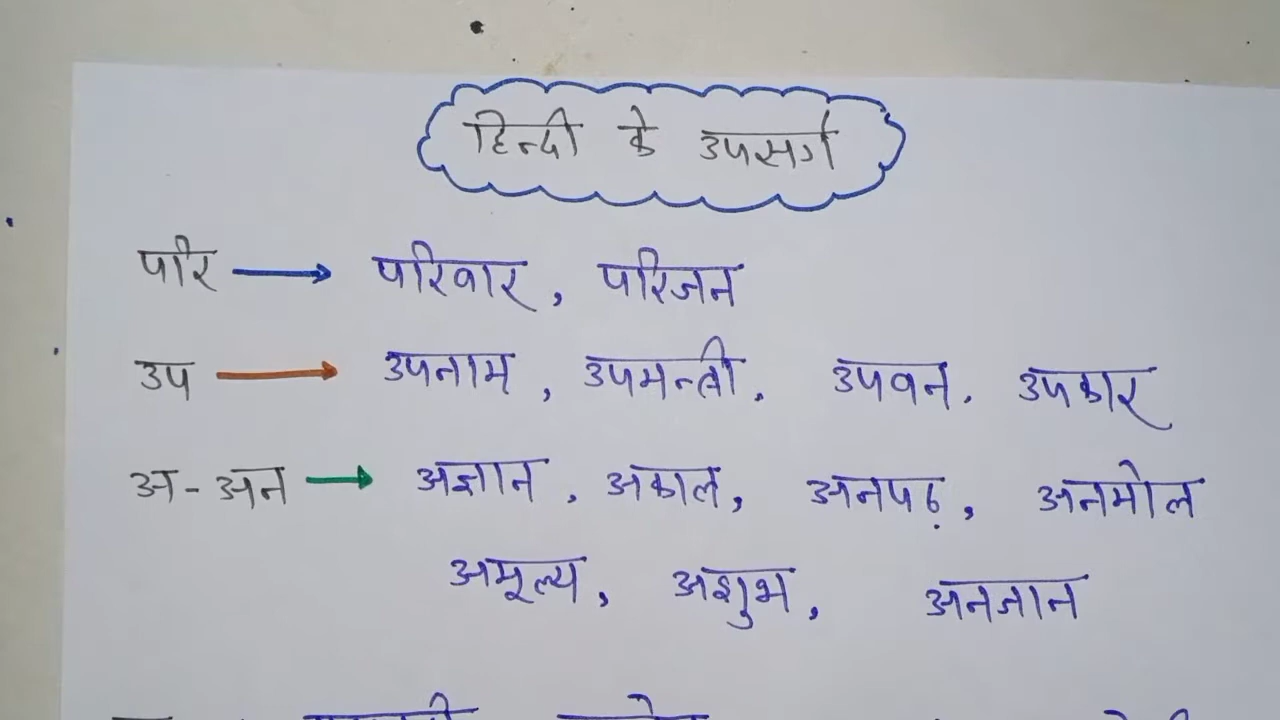 हिन्दी के उपसर्ग
परि → परिवार, परिजन
उप → उपनाम, उपमन्त्री, उपवन, उपकार
अ-अन → अज्ञान, अकाल, अनपढ़, अनमोल
अमूल्य, अशुभ, अनजान